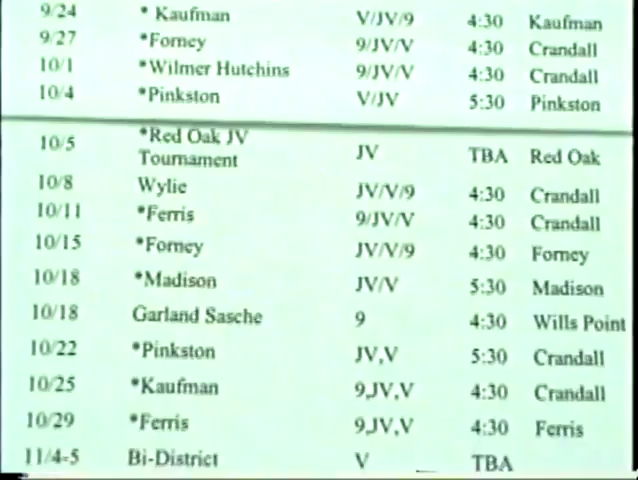 9/24 * Kaufman V/JV/9 4:30 Kaufman
9/27 *Forney 9/JV/V 4:30 Crandall
10/1 *Wilmer Hutchins 9/JV/V 4:30 Crandall
10/4 *Pinkston V/JV 5:30 Pinkston
10/5 *Red Oak JV Tournament JV TBA Red Oak
10/8 Wylie JV/V/9 4:30 Crandall
10/11 *Ferris 9/JV/V 4:30 Crandall
10/15 *Forney JV/V/9 4:30 Forney
10/18 *Madison JV/V 5:30 Madison
10/18 Garland Sasche 9 4:30 Wills Point
10/22 *Pinkston JV,V 5:30 Crandall
10/25 *Kaufman 9,JV,V 4:30 Crandall
10/29 *Ferris 9,JV,V 4:30 Ferris
11/4-5 Bi-District V TBA